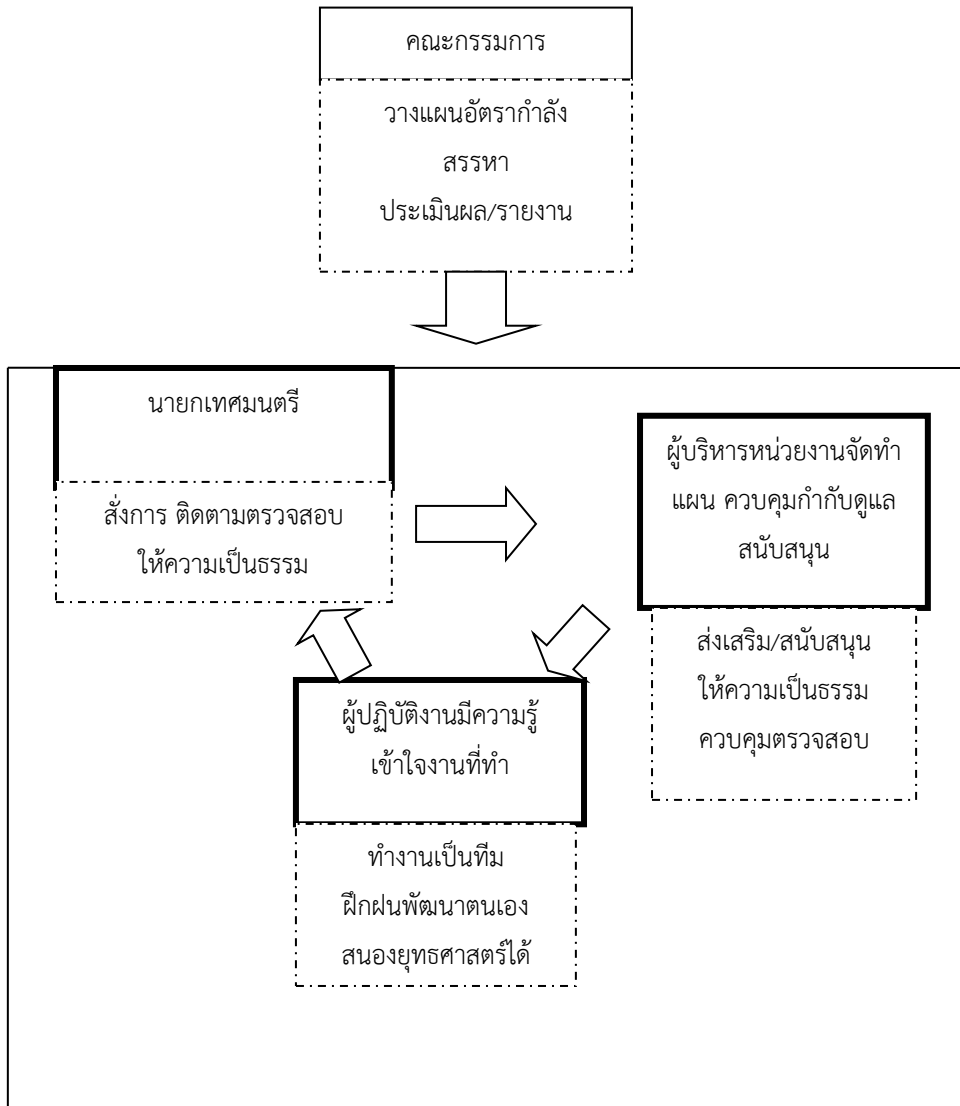 คณะกรรมการ
วางแผนอัตรากำลัง
สรรหา
ประเมินผล/รายงาน
นายกเทศมนตรี
สั่งการ ติดตามตรวจสอบ
ให้ความเป็นธรรม
ผู้บริหารหน่วยงานจัดทำ
แผน ควบคุมกำกับดูแล
สนับสนุน
ส่งเสริม/สนับสนุน
ให้ความเป็นธรรม
ควบคุมตรวจสอบ
ผู้ปฏิบัติงานมีความรู้
เข้าใจงานที่ทำ
ทำงานเป็นทีม
ฝึกฝนพัฒนาตนเอง
สนองยุทธศาสตร์ได้